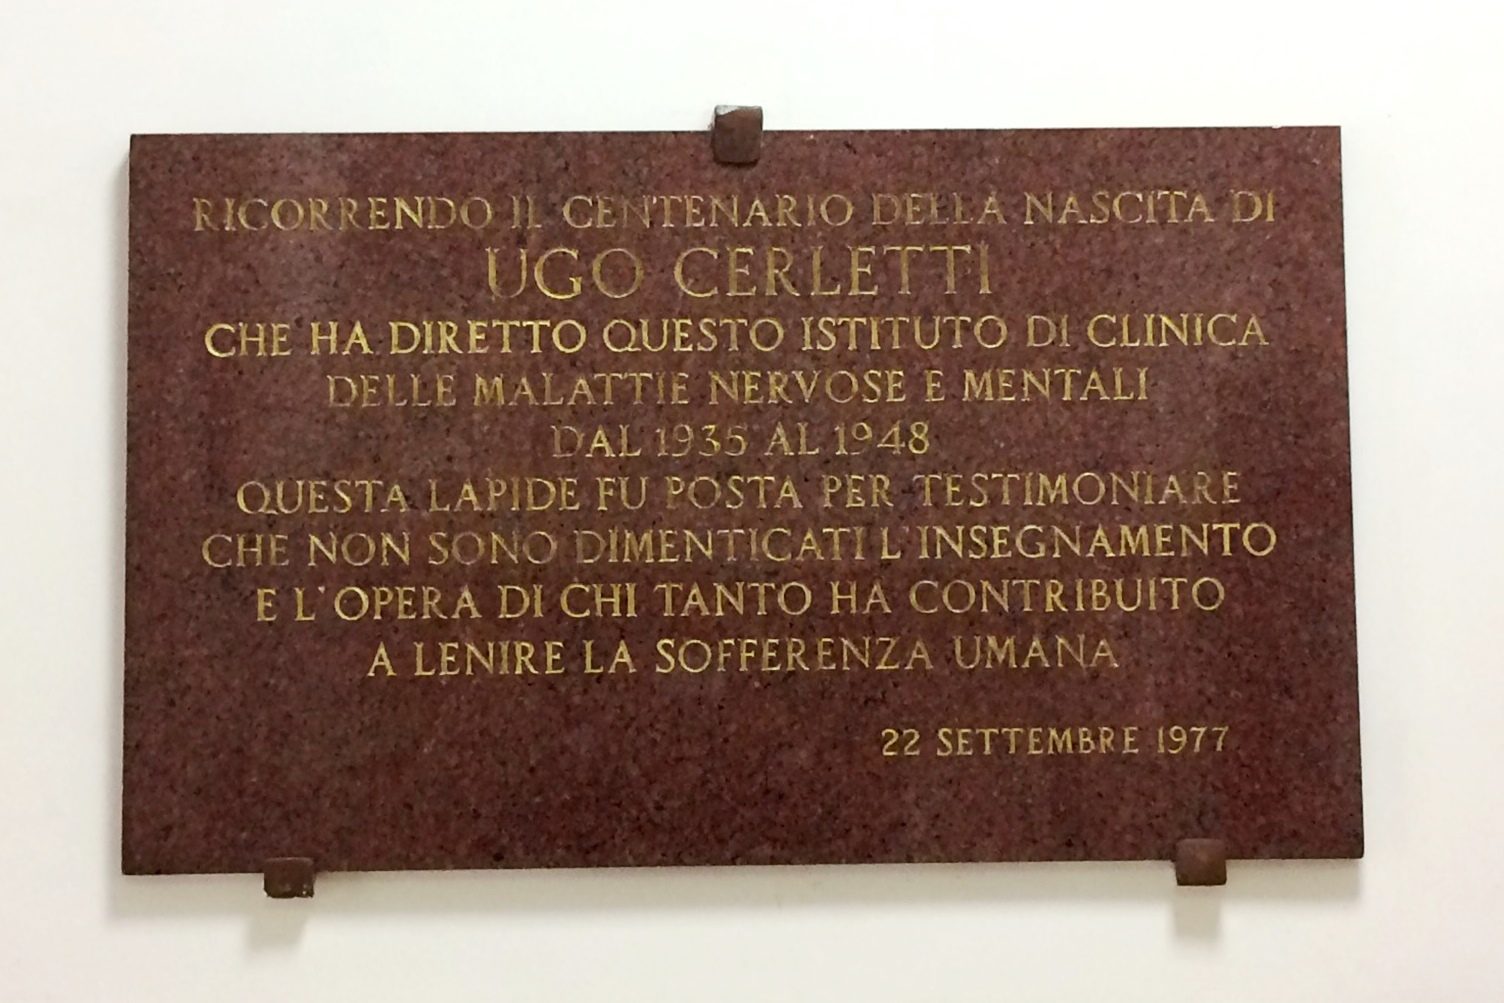 RICORRENDO IL CENTENARIO DELLA NASCITA DI
UGO CERLETTI
CHE HA DIRETTO QUESTO ISTITUTO DI CLINICA
DELLE MALATTIE NERVOSE E MENTALI
DAL 1935 AL 1948
QUESTA LAPIDE FU POSTA PER TESTIMONIARE
CHE NON SONO DIMENTICATI L'INSEGNAMENTO
E L'OPERA DI CHI TANTO HA CONTRIBUITO
A LENIRE LA SOFFERENZA UMANA
22 SETTEMBRE 1977